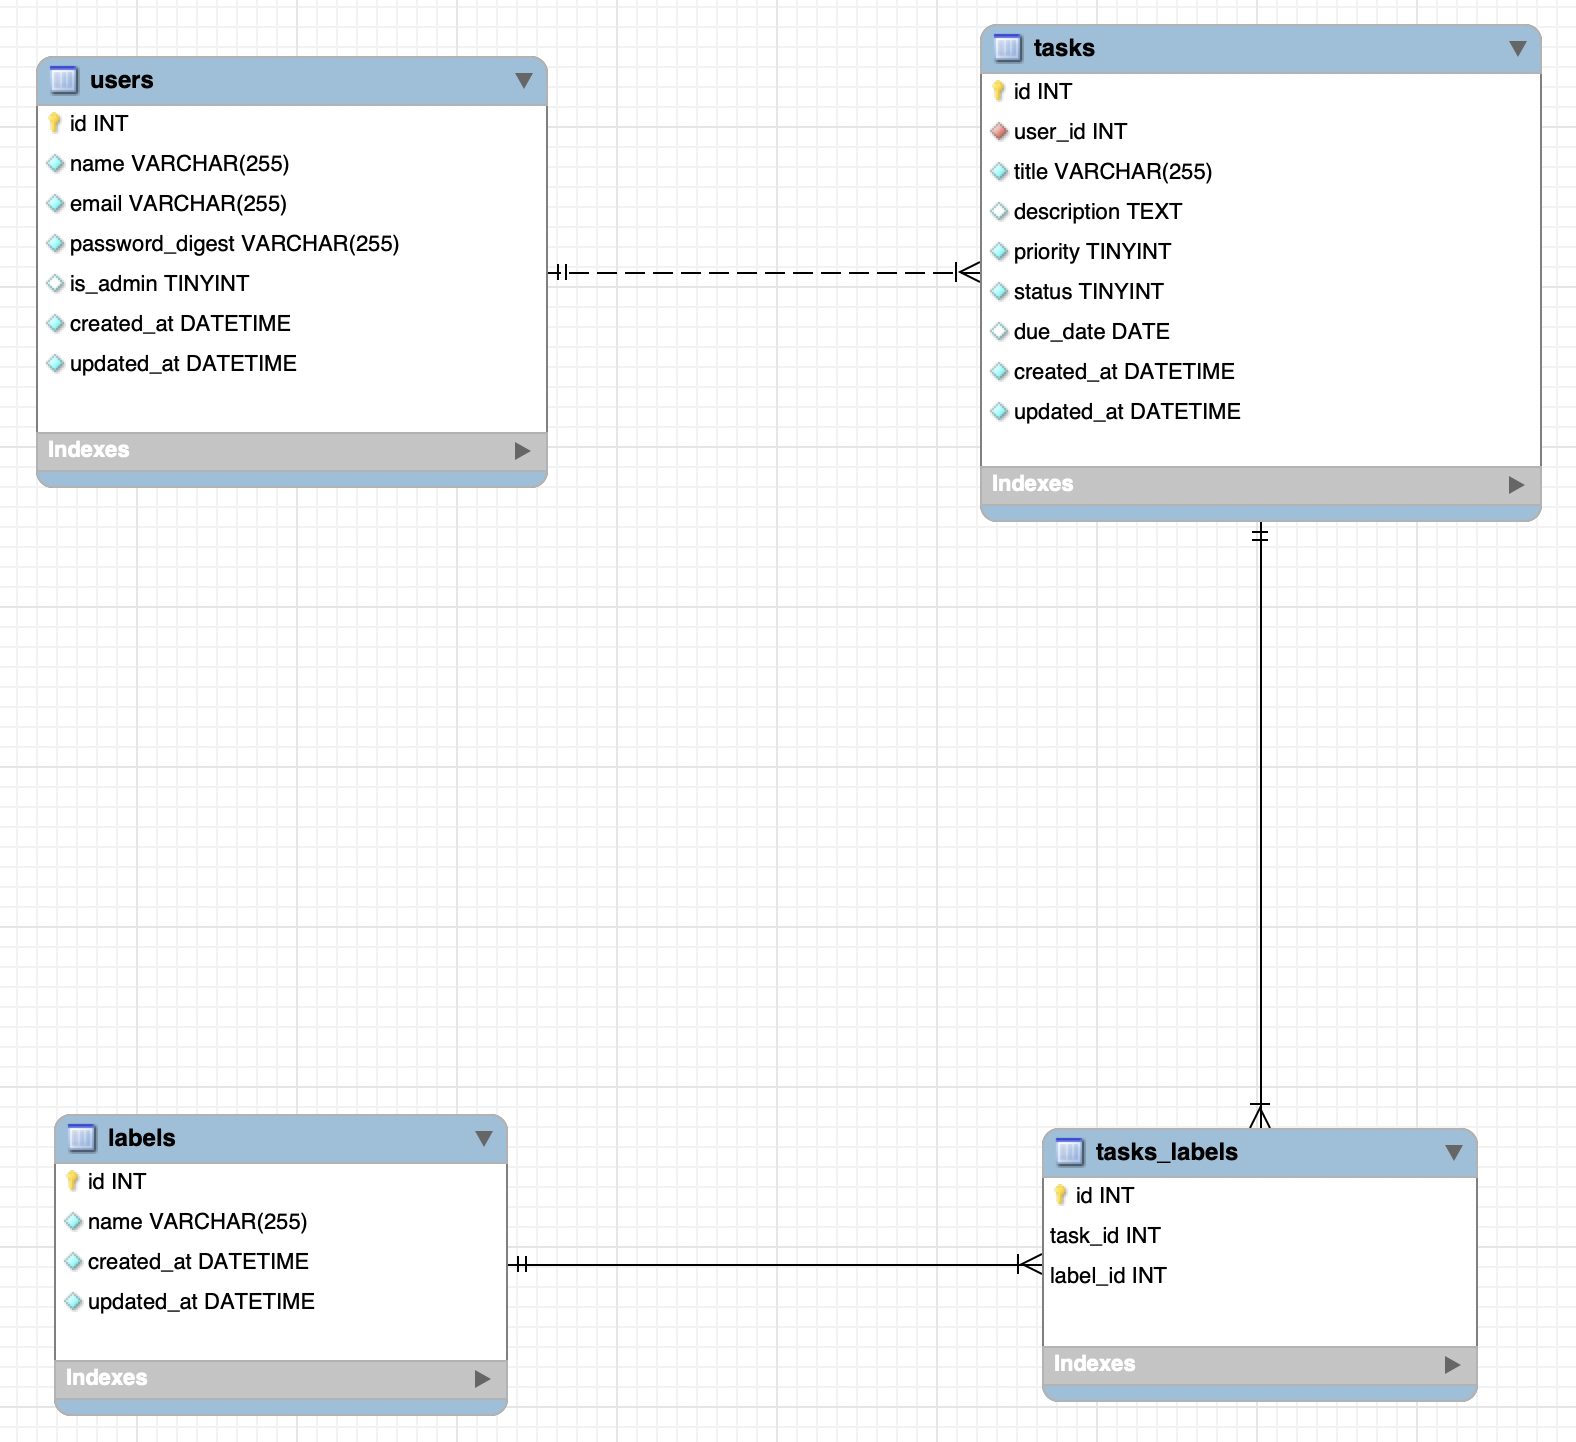 users
id INT
name VARCHAR(255)
email VARCHAR(255)
password_digest VARCHAR(255)
is_admin TINYINT
created_at DATETIME
updated_at DATETIME
Indexes
tasks
id INT
user_id INT
title VARCHAR(255)
description TEXT
priority TINYINT
status TINYINT
due_date DATE
created_at DATETIME
updated_at DATETIME
Indexes
labels
id INT
name VARCHAR(255)
created_at DATETIME
updated_at DATETIME
Indexes
tasks_labels
id INT
task_id INT
label_id INT
Indexes